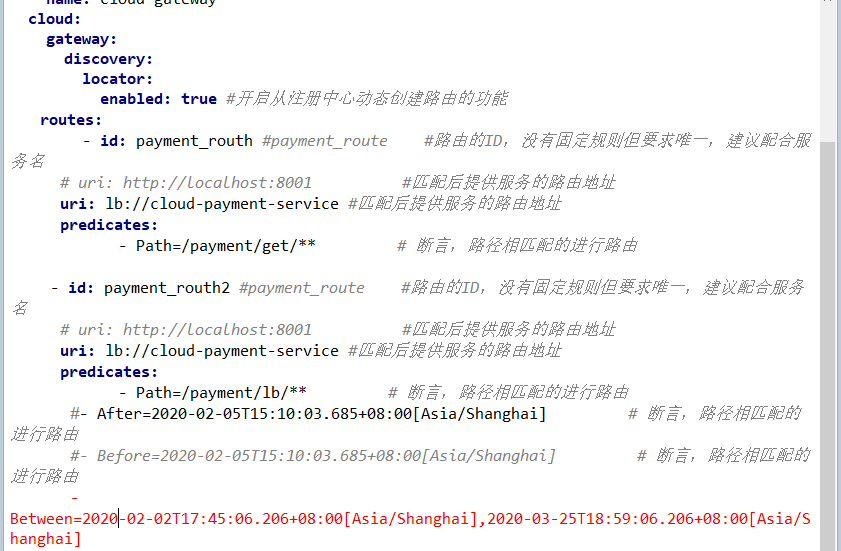 name: cloud-gateway
cloud:
gateway:
discovery:
locator:
enabled: true #开启从注册中心动态创建路由的功能
routes:
- id: payment_routh #payment_route #路由的ID，没有固定规则但要求唯一，建议配合服
务名
# uri: http://localhost:8001 #匹配后提供服务的路由地址
uri: lb://cloud-payment-service #匹配后提供服务的路由地址
predicates:
- Path=/payment/get/** # 断言，路径相匹配的进行路由
- id: payment_routh2 #payment_route #路由的ID，没有固定规则但要求唯一，建议配合服务
名
# uri: http://localhost:8001 #匹配后提供服务的路由地址
uri: lb://cloud-payment-service #匹配后提供服务的路由地址
predicates:
- Path=/payment/lb/** # 断言，路径相匹配的进行路由
#- After=2020-02-05T15:10:03.685+08:00[Asia/Shanghai] # 断言，路径相匹配的
进行路由
#- Before=2020-02-05T15:10:03.685+08:00[Asia/Shanghai] # 断言，路径相匹配的
进行路由
-
Between=2020-02-02T17:45:06.206+08:00[Asia/Shanghai],2020-03-25T18:59:06.206+08:00[Asia/S
hanghai]